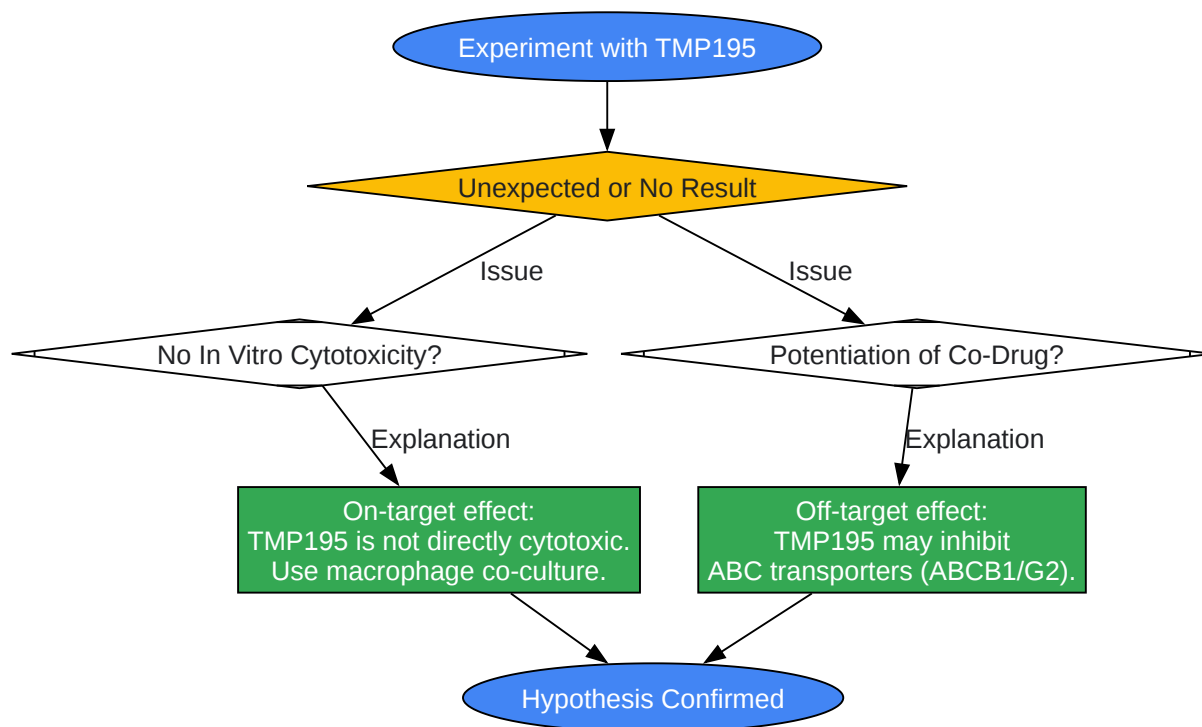 Experiment with TMP195
Unexpected or No Result
Issue
Issue
No In Vitro Cytotoxicity?
Potentiation of Co-Drug?
Explanation
Explanation
On-target effect:
TMP195 is not directly cytotoxic.
Use macrophage co-culture.
Off-target effect:
TMP195 may inhibit
ABC transporters (ABCB1/G2).
Hypothesis Confirmed